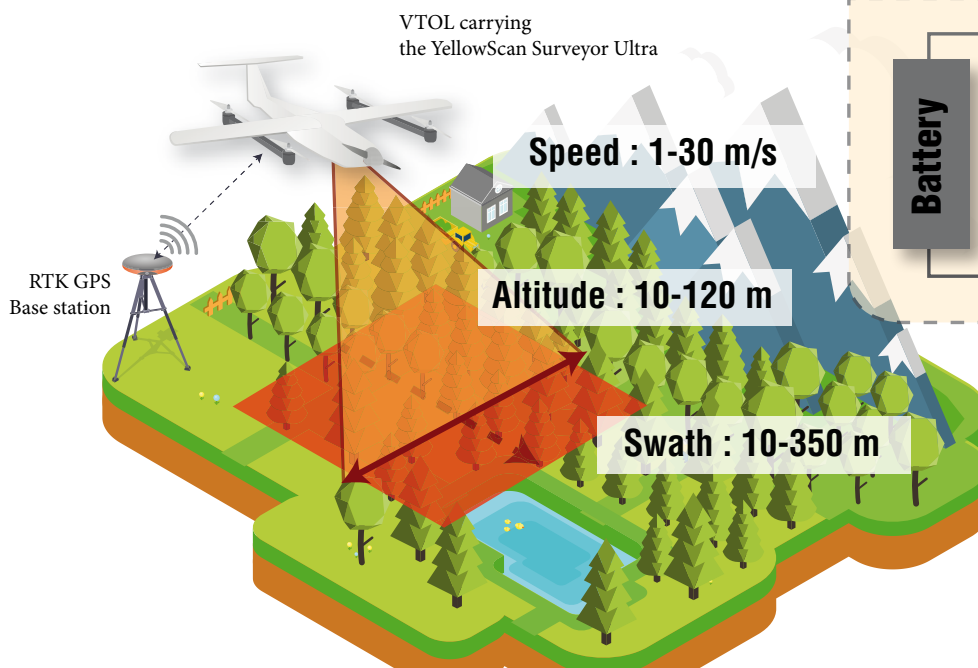 VTOL carrying
the YellowScan Surveyor Ultra
Battery
Speed : 1-30 m/s
RTK GPS
Base station
Altitude : 10-120 m
Swath : 10-350 m